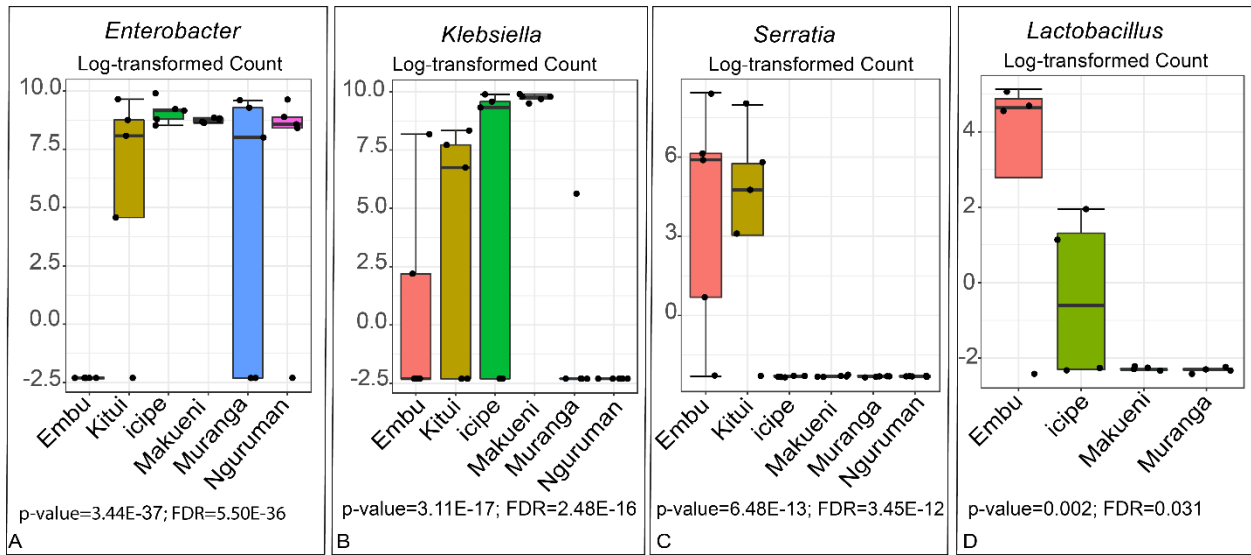 Enterobacter
Log-transformed Count
10.0
7.5
5.0
2.5
0.0
-2.5
Embu
Kitui
icipe
Makueni
Muranga
Nguruman
p-value=3.44E-37; FDR=5.50E-36
A
Klebsiella
Log-transformed Count
10.0
7.5
5.0
2.5
0.0
-2.5
Embu
Kitui
icipe
Makueni
Muranga
Nguruman
p-value=3.11E-17; FDR=2.48E-16
B
Serratia
Log-transformed Count
6
3
0
Embu
Kitui
icipe
Makueni
Muranga
Nguruman
p-value=6.48E-13; FDR=3.45E-12
C
Lactobacillus
Log-transformed Count
4
2
0
-2
Embu
icipe
Makueni
Muranga
p-value=0.002; FDR=0.031
D